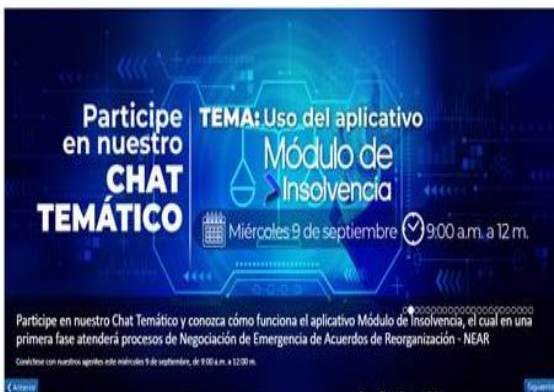 Participe
en nuestro
CHAT
TEMÁTICO
TEMA: Uso del aplicativo
Módulo de
Insolvencia
Miércoles 9 de septiembre
9:00 a.m. a 12 m.
Participe en nuestro Chat Temático y conozca cómo funciona el aplicativo Módulo de Insolvencia, el cual en una
primera fase atenderá procesos de Negociación de Emergencia de Acuerdos de Reorganización - NEAR
Conéctese con nuestros agentes este miércoles 9 de septiembre, de 9:00 a.m. a 12:00 m.
Anterior
Siguiente